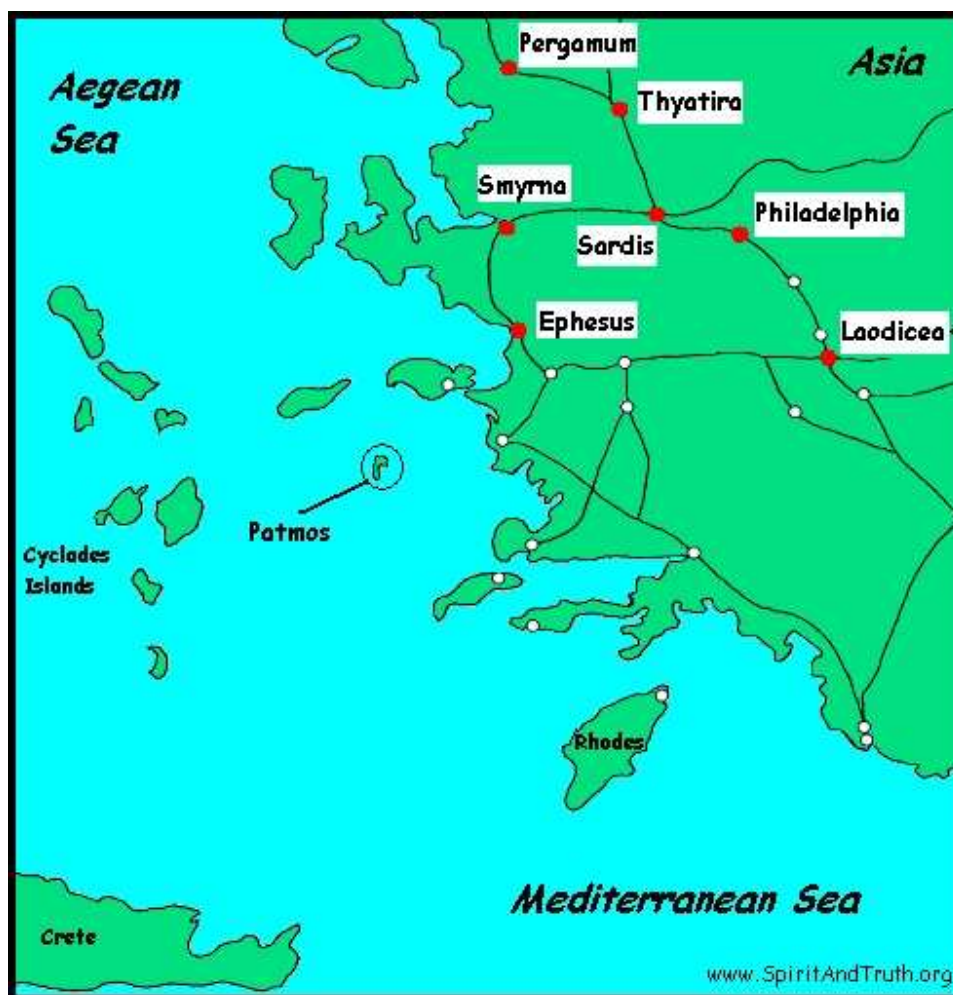 Pergamum
Asia
Aegean
Sea
Thyatira
Smyrna
Philadelphia
Sardis
Ephesus
Laodicea
Patmos
Cyclades
Islands
Rhodes
Mediterranean Sea
Crete
www.SpiritAndTruth.org